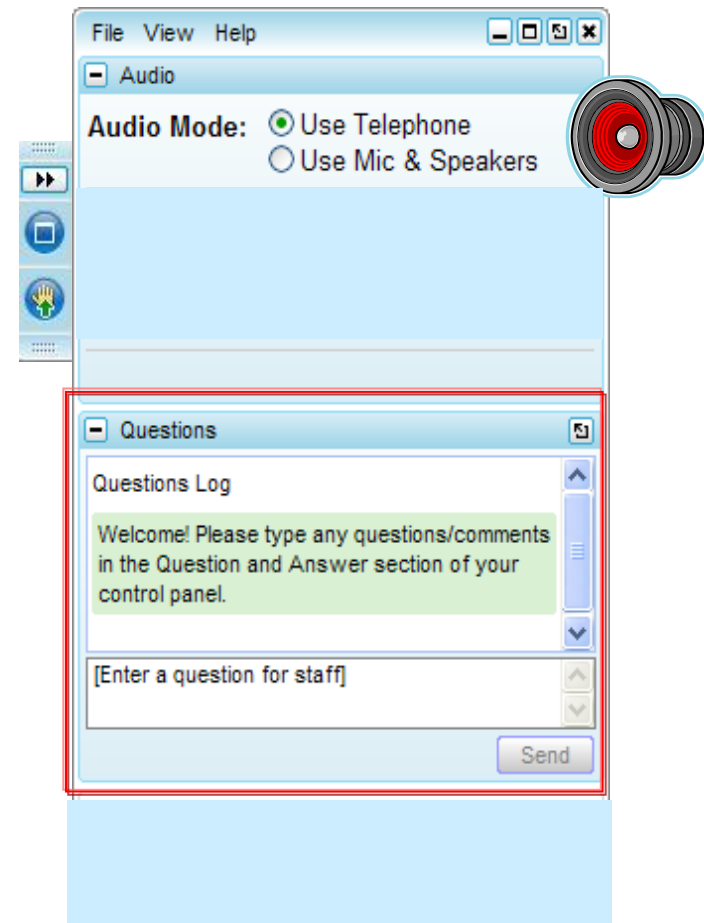 File View Help
Audio
Audio Mode: Use Telephone
Use Mic & Speakers
Questions
Questions Log
Welcome! Please type any questions/comments
in the Question and Answer section of your
control panel.
[Enter a question for staff]
Send